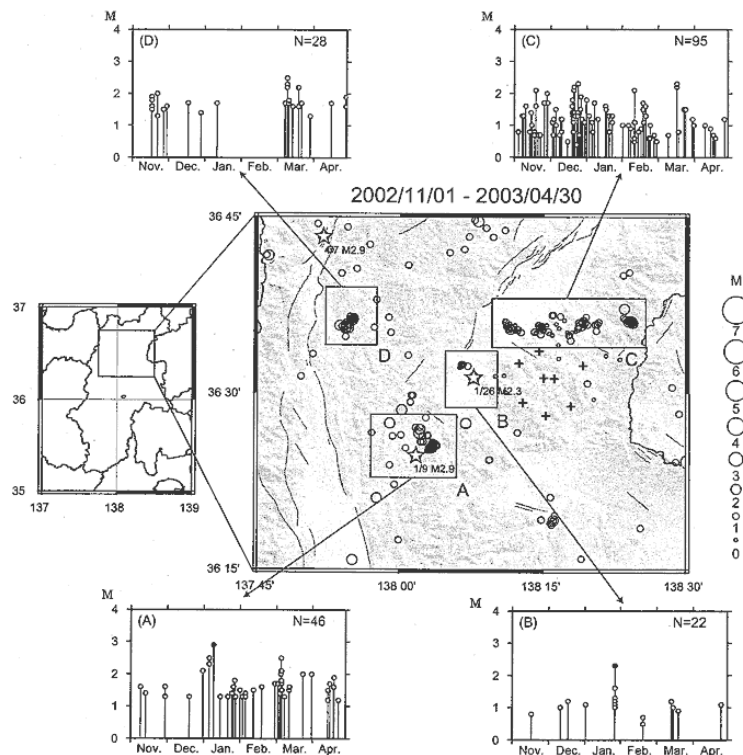 M
(D) N=28
4
3
2
1
0
Nov. Dec. Jan. Feb. Mar. Apr.
M
(C) N=95
4
3
2
1
0
Nov. Dec. Jan. Feb. Mar. Apr.
2002/11/01 - 2003/04/30
36 45'
36 30'
36 15'
137 45' 138 00' 138 15' 138 30'
M2.9
D
C
1/26 M2.3
B
1/9 M2.9
A
37
36
35
137 138 139
M
7
6
5
4
3
2
1
0
M
(A) N=46
4
3
2
1
0
Nov. Dec. Jan. Feb. Mar. Apr.
M
(B) N=22
4
3
2
1
0
Nov. Dec. Jan. Feb. Mar. Apr.